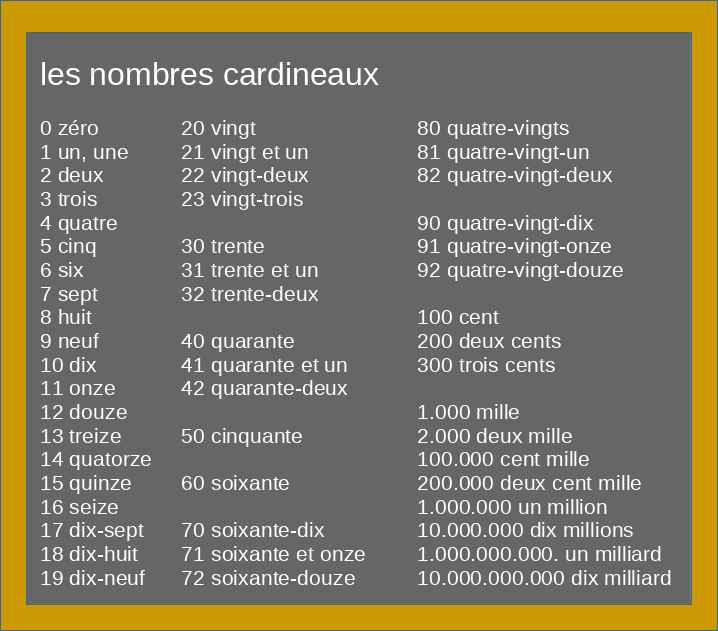 les nombres cardineaux
0 zéro
1 un, une
2 deux
3 trois
4 quatre
5 cinq
6 six
7 sept
8 huit
9 neuf
10 dix
11 onze
12 douze
13 treize
14 quatorze
15 quinze
16 seize
17 dix-sept
18 dix-huit
19 dix-neuf
20 vingt
21 vingt et un
22 vingt-deux
23 vingt-trois
30 trente
31 trente et un
32 trente-deux
40 quarante
41 quarante et un
42 quarante-deux
50 cinquante
60 soixante
70 soixante-dix
71 soixante et onze
72 soixante-douze
80 quatre-vingts
81 quatre-vingt-un
82 quatre-vingt-deux
90 quatre-vingt-dix
91 quatre-vingt-onze
92 quatre-vingt-douze
100 cent
200 deux cents
300 trois cents
1.000 mille
2.000 deux mille
100.000 cent mille
200.000 deux cent mille
1.000.000 un million
10.000.000 dix millions
1.000.000.000. un milliard
10.000.000.000 dix milliard